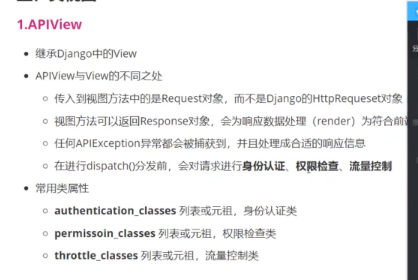 1.APIView
继承Django中的View
APIView与View的不同之处
传入到视图方法中的是Request对象，而不是Django的HttpRequeset对象
视图方法可以返回Response对象，会为响应数据处理（render）为符合前
任何APIException异常都会被捕获到，并且处理成合适的响应信息
在进行dispatch()分发前，会对请求进行身份认证、权限检查、流量控制
常用类属性
authentication_classes 列表或元祖，身份认证类
permissoin_classes 列表或元祖，权限检查类
throttle_classes 列表或元祖，流量控制类